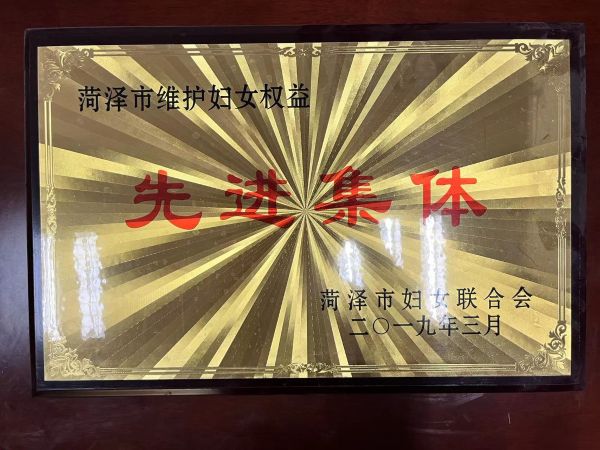 菏泽市维护妇女权益
先进集体
菏泽市妇女联合会
二〇一九年三月